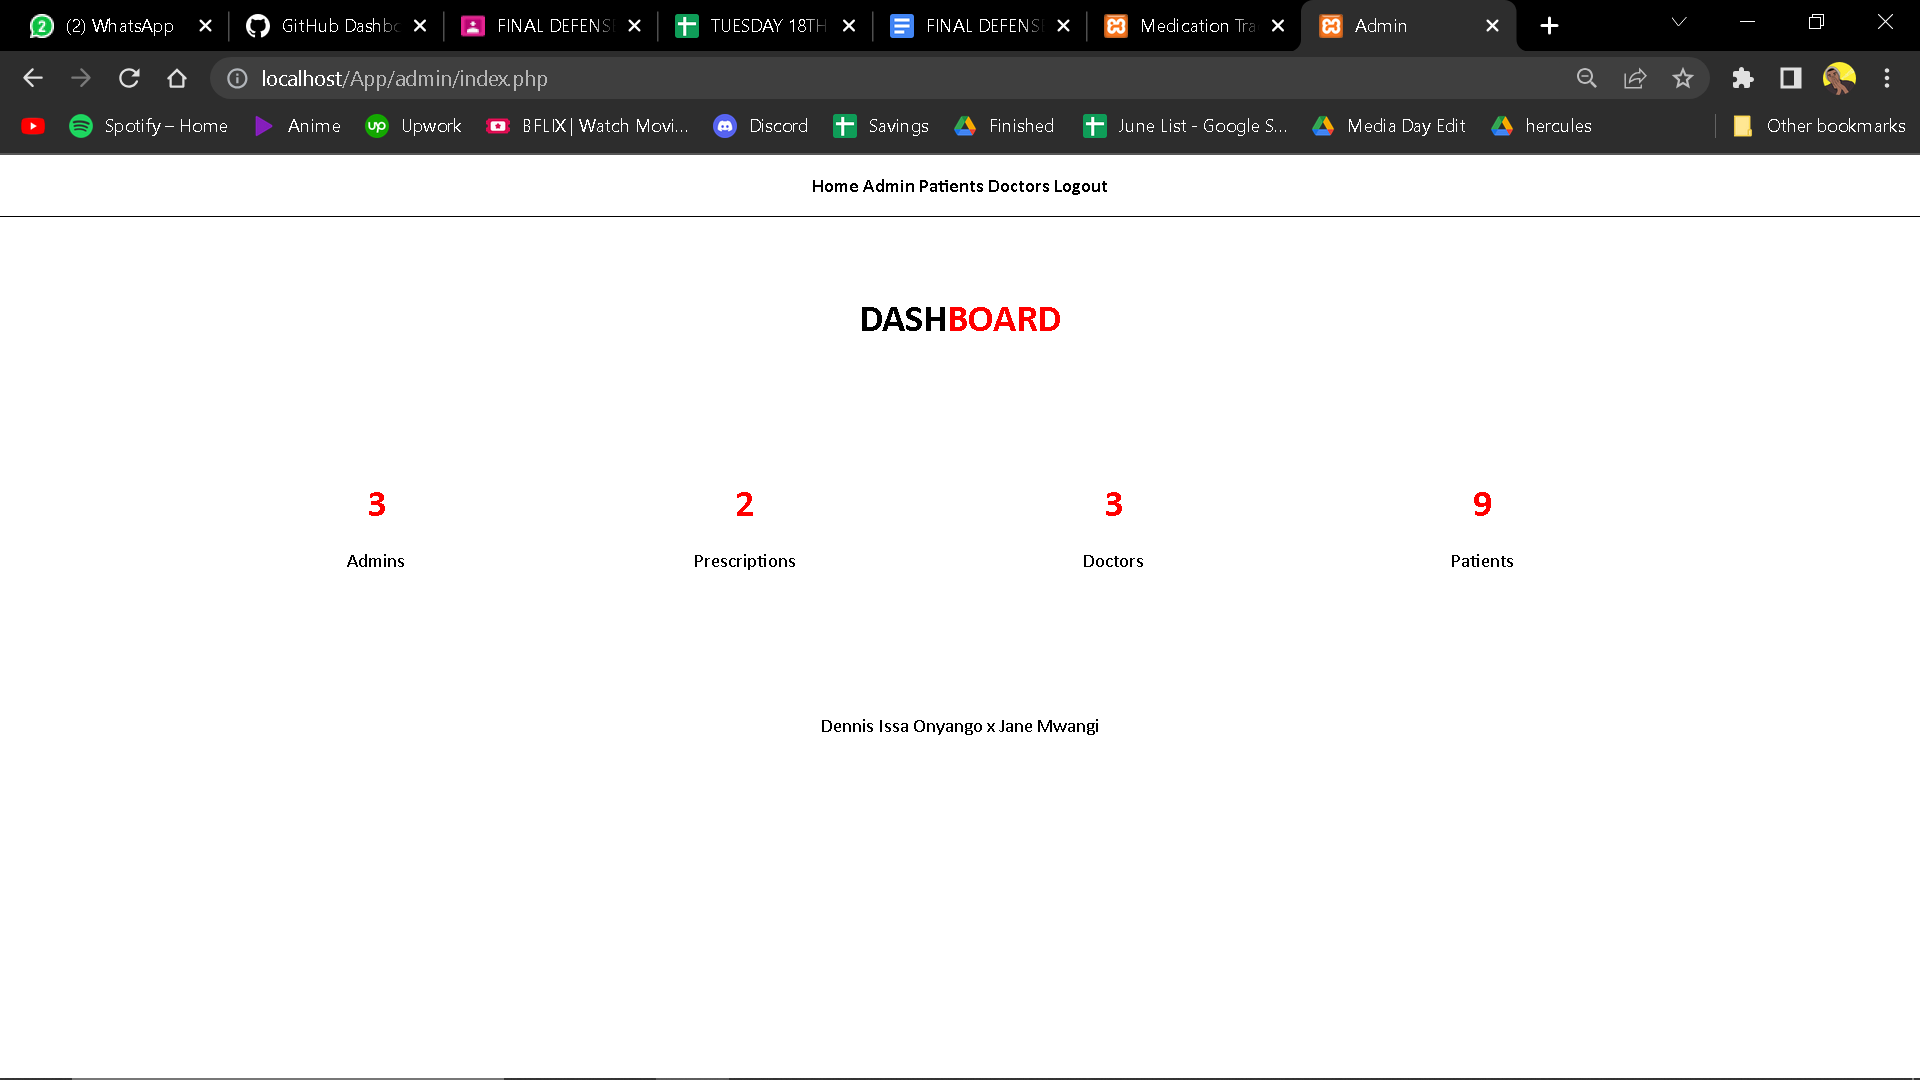 (2) WhatsApp
GitHub Dashbo
FINAL DEFENSE
TUESDAY 18TH
FINAL DEFENSE
Medication Tra
Admin
localhost/App/admin/index.php
Spotify – Home
Anime
Upwork
BFLIX | Watch Movi...
Discord
Savings
Finished
June List - Google S...
Media Day Edit
hercules
Other bookmarks
Home Admin Patients Doctors Logout
DASHBOARD
3 2 3 9
Admins Prescriptions Doctors Patients
Dennis Issa Onyango x Jane Mwangi